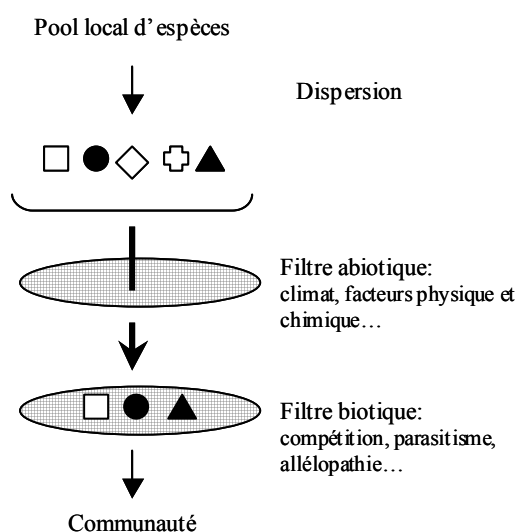 Pool local d'espèces
Dispersion
Filtre abiotique:
climat, facteurs physique et
chimique…
Filtre biotique:
compétition, parasitisme,
allélopathie…
Communauté